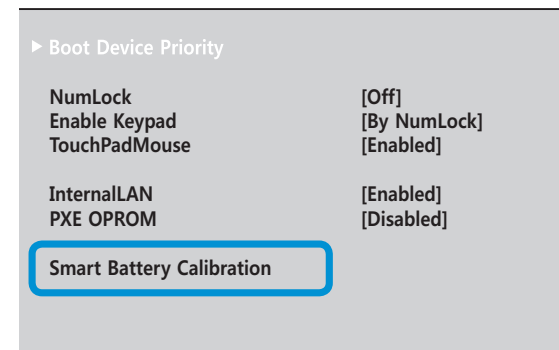 ▶ Boot Device Priority
NumLock [Off]
Enable Keypad [By NumLock]
TouchPadMouse [Enabled]
InternalLAN [Enabled]
PXE OPROM [Disabled]
Smart Battery Calibration